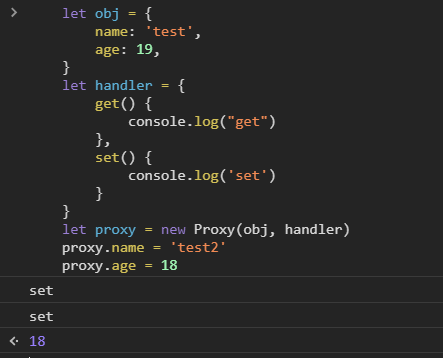 let obj = {
    name: 'test',
    age: 19,
}
let handler = {
    get() {
        console.log("get")
    },
    set() {
        console.log('set')
    }
}
let proxy = new Proxy(obj, handler)
proxy.name = 'test2'
proxy.age = 18
set
set
18